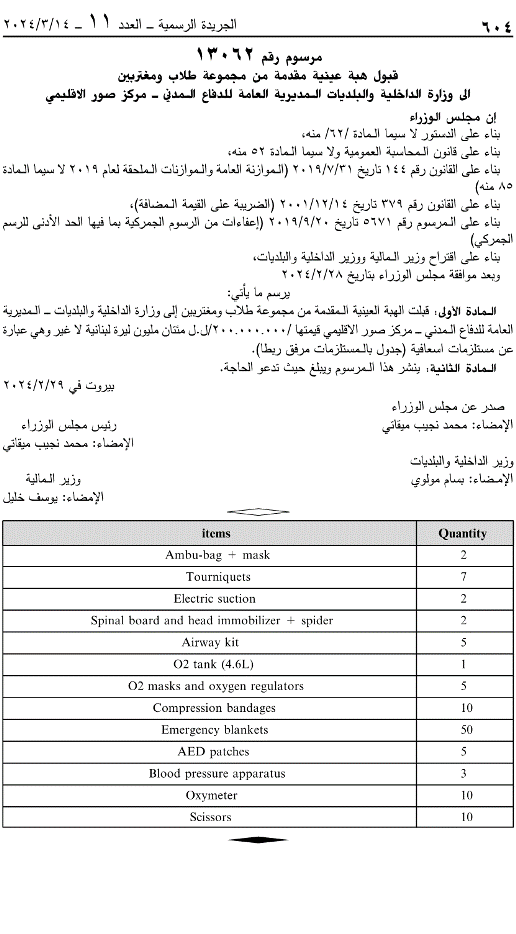 ٦٠٤ الجريدة الرسمية ــ العدد ١١ ــ ٢٠٢٤/٣/١٤
مرسوم رقم ١٣٠٦٢
قبول هبة عينية مقدمة من مجموعة طلاب ومغتربين
الى وزارة الداخلية والبلديات المديرية العامة للدفاع المدني ــ مركز صور الاقليمي
إن مجلس الوزراء
بناء على الدستور لا سيما المادة /٦٢/ منه،
بناء على قانون المحاسبة العمومية ولا سيما المادة ٥٢ منه،
بناء على القانون رقم ١٤٤ تاريخ ٢٠١٩/٧/٣١ (الموازنة العامة والموازنات الملحقة لعام ٢٠١٩ لا سيما المادة
٨٥ منه)
بناء على القانون رقم ٣٧٩ تاريخ ٢٠٠١/١٢/١٤ (الضريبة على القيمة المضافة)،
بناء على المرسوم رقم ٥٦٧١ تاريخ ٢٠١٩/٩/٢٠ (إعفاءات من الرسوم الجمركية بما فيها الحد الأدنى للرسم
الجمركي)
بناء على اقتراح وزير المالية ووزير الداخلية والبلديات،
وبعد موافقة مجلس الوزراء بتاريخ ٢٠٢٤/٢/٢٨
يرسم ما يأتي:
المادة الأولى: قبلت الهبة العينية المقدمة من مجموعة طلاب ومغتربين إلى وزارة الداخلية والبلديات ــ المديرية
العامة للدفاع المدني ــ مركز صور الاقليمي قيمتها /٢٠٠.٠٠٠.٠٠٠/ل.ل مئتان مليون ليرة لبنانية لا غير وهي عبارة
عن مستلزمات اسعافية (جدول بالمستلزمات مرفق ربطا).
المادة الثانية: ينشر هذا المرسوم ويبلغ حيث تدعو الحاجة.
بيروت في ٢٠٢٤/٢/٢٩
صدر عن مجلس الوزراء
رئيس مجلس الوزراء
الإمضاء: محمد نجيب ميقاتي
الإمضاء: محمد نجيب ميقاتي
وزير الداخلية والبلديات
الإمضاء: بسام مولوي
وزير المالية
الإمضاء: يوسف خليل
items Quantity
Ambu-bag + mask 2
Tourniquets 7
Electric suction 2
Spinal board and head immobilizer + spider 2
Airway kit 5
O2 tank (4.6L) 1
O2 masks and oxygen regulators 5
Compression bandages 10
Emergency blankets 50
AED patches 5
Blood pressure apparatus 3
Oxymeter 10
Scissors 10